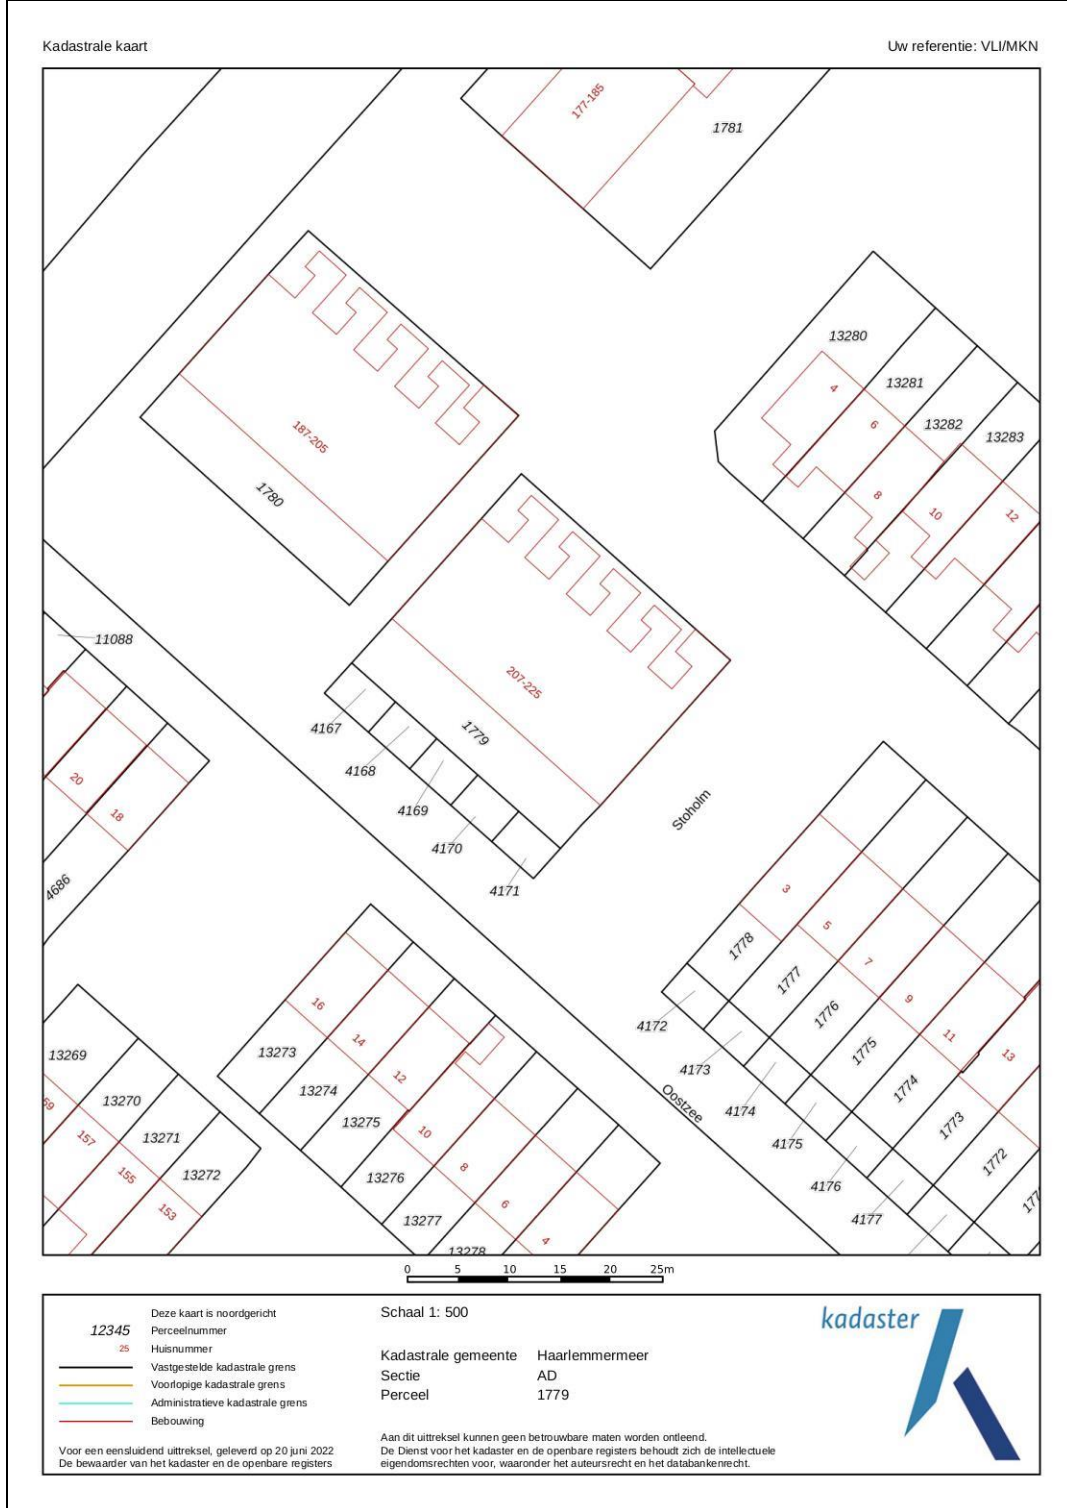 Kadastrale kaart
Uw referentie: VLI/MKN
177-185
1781
13280
4
13281
6
13282
13283
187-205
1780
8
10
12
11088
207-225
4167
1779
4168
20
4169
Stoholm
18
4170
4686
4171
3
5
1778
7
1777
9
16
1776
4172
14
13273
1775
11
13269
4173
13
12
13274
1774
13270
Oostzee
4174
59
13275
1773
157
13271
10
4175
1772
155
13272
13276
8
4176
153
6
177
13277
4177
4
13278
0 5 10 15 20 25m
Deze kaart is noordgericht
12345 Perceelnummer
25 Huisnummer
Vastgestelde kadastrale grens
Voorlopige kadastrale grens
Administratieve kadastrale grens
Bebouwing
Voor een eensluidend uittreksel, geleverd op 20 juni 2022
De bewaarder van het kadaster en de openbare registers
Schaal 1: 500
Kadastrale gemeente Haarlemmermeer
Sectie AD
Perceel 1779
Aan dit uittreksel kunnen geen betrouwbare maten worden ontleend.
De Dienst voor het kadaster en de openbare registers behoudt zich de intellectuele
eigendomsrechten voor, waaronder het auteursrecht en het databankenrecht.
kadaster